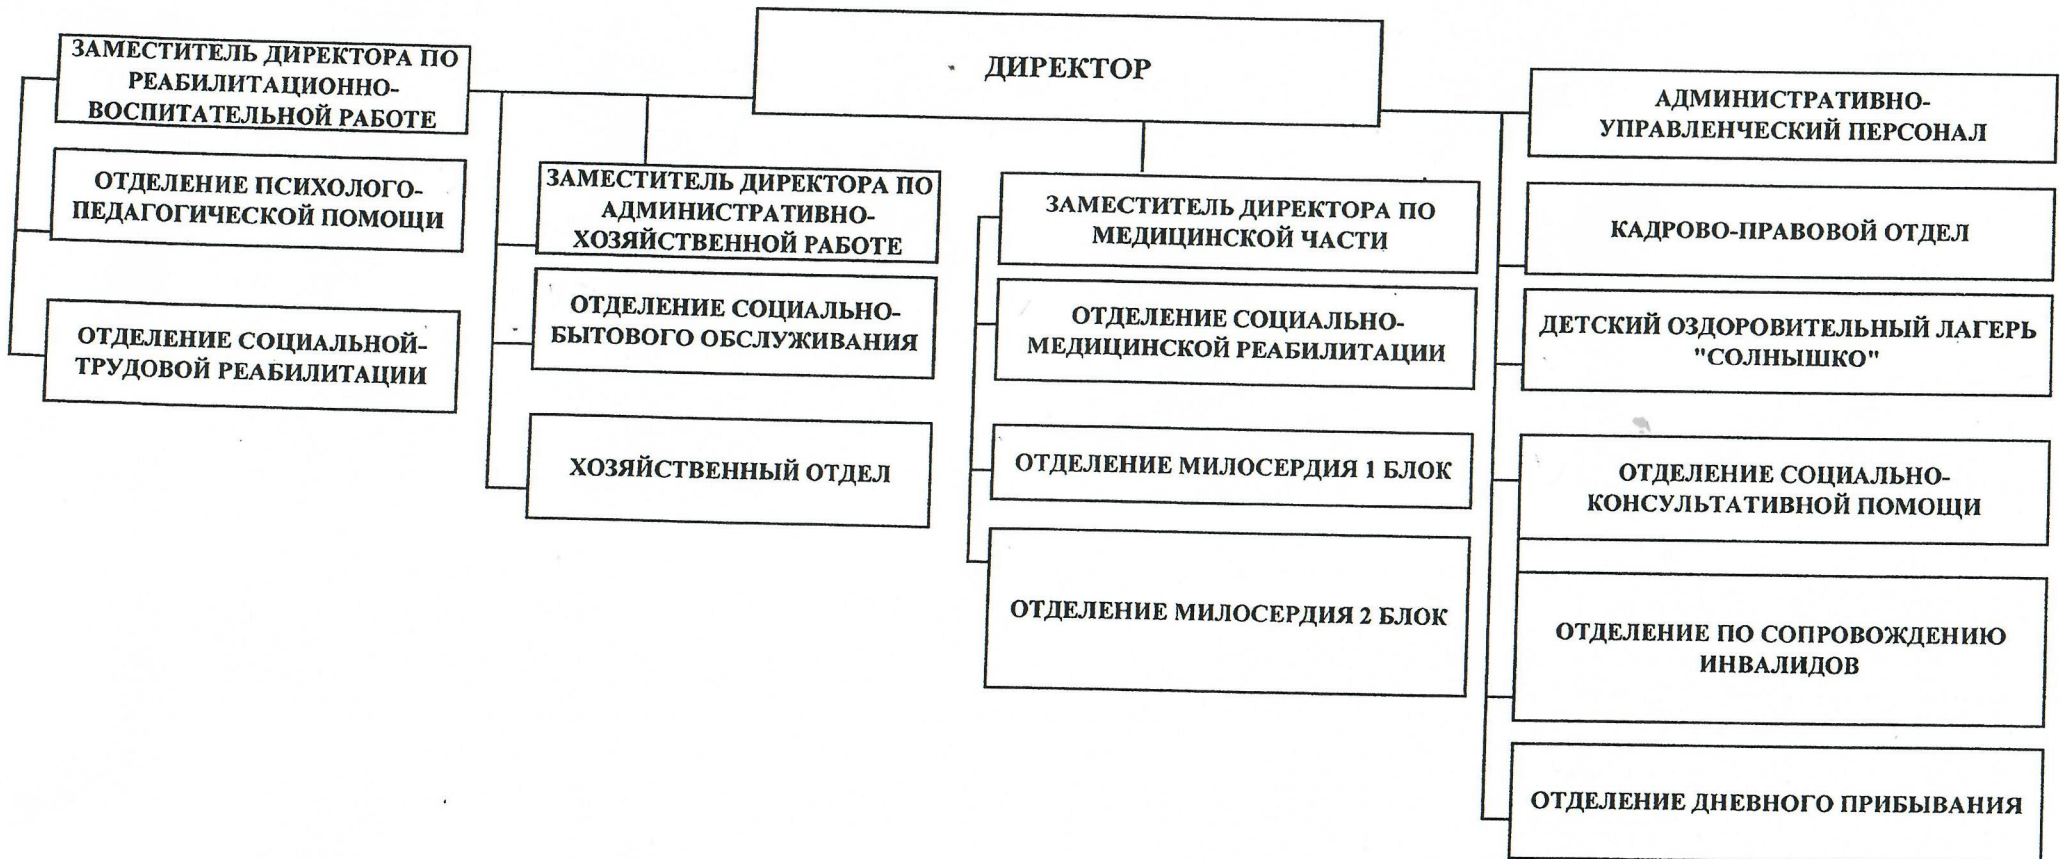 ДИРЕКТОР
ЗАМЕСТИТЕЛЬ ДИРЕКТОРА ПО
РЕАБИЛИТАЦИОННО-
ВОСПИТАТЕЛЬНОЙ РАБОТЕ
ОТДЕЛЕНИЕ ПСИХОЛОГО-
ПЕДАГОГИЧЕСКОЙ ПОМОЩИ
ОТДЕЛЕНИЕ СОЦИАЛЬНОЙ-
ТРУДОВОЙ РЕАБИЛИТАЦИИ
ЗАМЕСТИТЕЛЬ ДИРЕКТОРА ПО
АДМИНИСТРАТИВНО-
ХОЗЯЙСТВЕННОЙ РАБОТЕ
ОТДЕЛЕНИЕ СОЦИАЛЬНО-
БЫТОВОГО ОБСЛУЖИВАНИЯ
ХОЗЯЙСТВЕННЫЙ ОТДЕЛ
ЗАМЕСТИТЕЛЬ ДИРЕКТОРА ПО
МЕДИЦИНСКОЙ ЧАСТИ
ОТДЕЛЕНИЕ СОЦИАЛЬНО-
МЕДИЦИНСКОЙ РЕАБИЛИТАЦИИ
ОТДЕЛЕНИЕ МИЛОСЕРДИЯ 1 БЛОК
ОТДЕЛЕНИЕ МИЛОСЕРДИЯ 2 БЛОК
АДМИНИСТРАТИВНО-
УПРАВЛЕНЧЕСКИЙ ПЕРСОНАЛ
КАДРОВО-ПРАВОВОЙ ОТДЕЛ
ДЕТСКИЙ ОЗДОРОВИТЕЛЬНЫЙ ЛАГЕРЬ
"СОЛНЫШКО"
ОТДЕЛЕНИЕ СОЦИАЛЬНО-
КОНСУЛЬТАТИВНОЙ ПОМОЩИ
ОТДЕЛЕНИЕ ПО СОПРОВОЖДЕНИЮ
ИНВАЛИДОВ
ОТДЕЛЕНИЕ ДНЕВНОГО ПРИБЫВАНИЯ